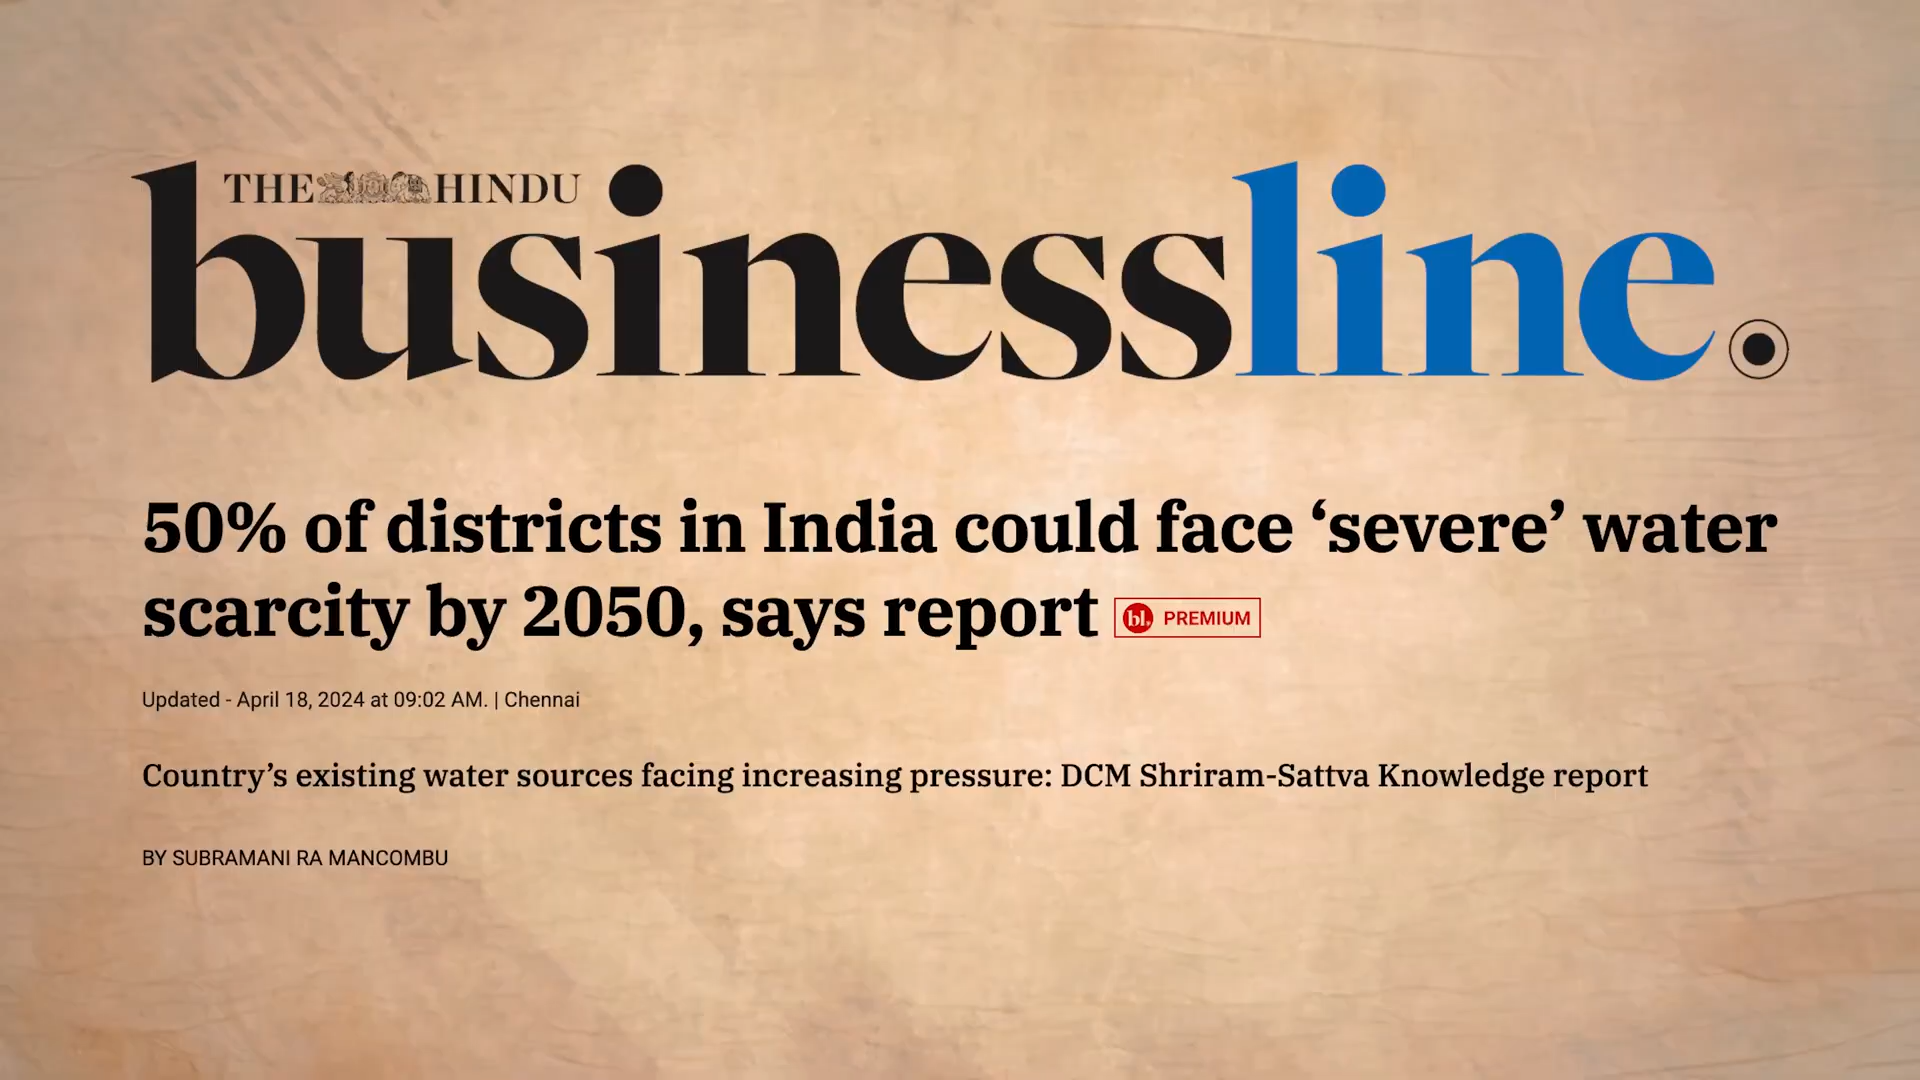 THE HINDU
businessline.
50% of districts in India could face ‘severe’ water
scarcity by 2050, says report bl. PREMIUM
Updated - April 18, 2024 at 09:02 AM. | Chennai
Country’s existing water sources facing increasing pressure: DCM Shriram-Sattva Knowledge report
BY SUBRAMANI RA MANCOMBU